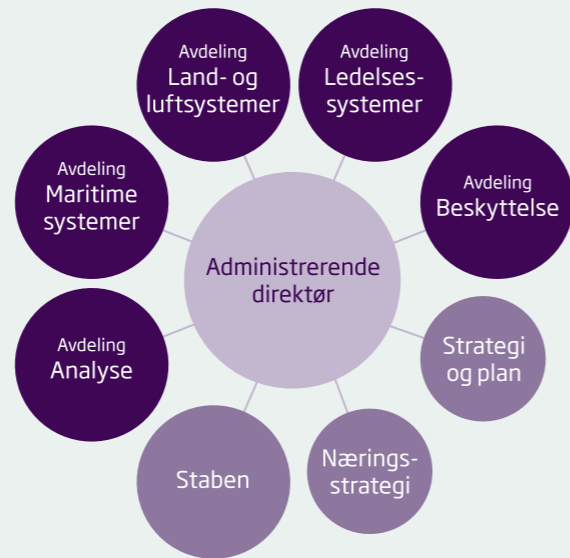 Avdeling
Land- og
luftsystemer
Avdeling
Ledelses-
systemer
Avdeling
Maritime
systemer
Avdeling
Beskyttelse
Administrerende
direktør
Avdeling
Analyse
Strategi
og plan
Staben
Nærings-
strategi